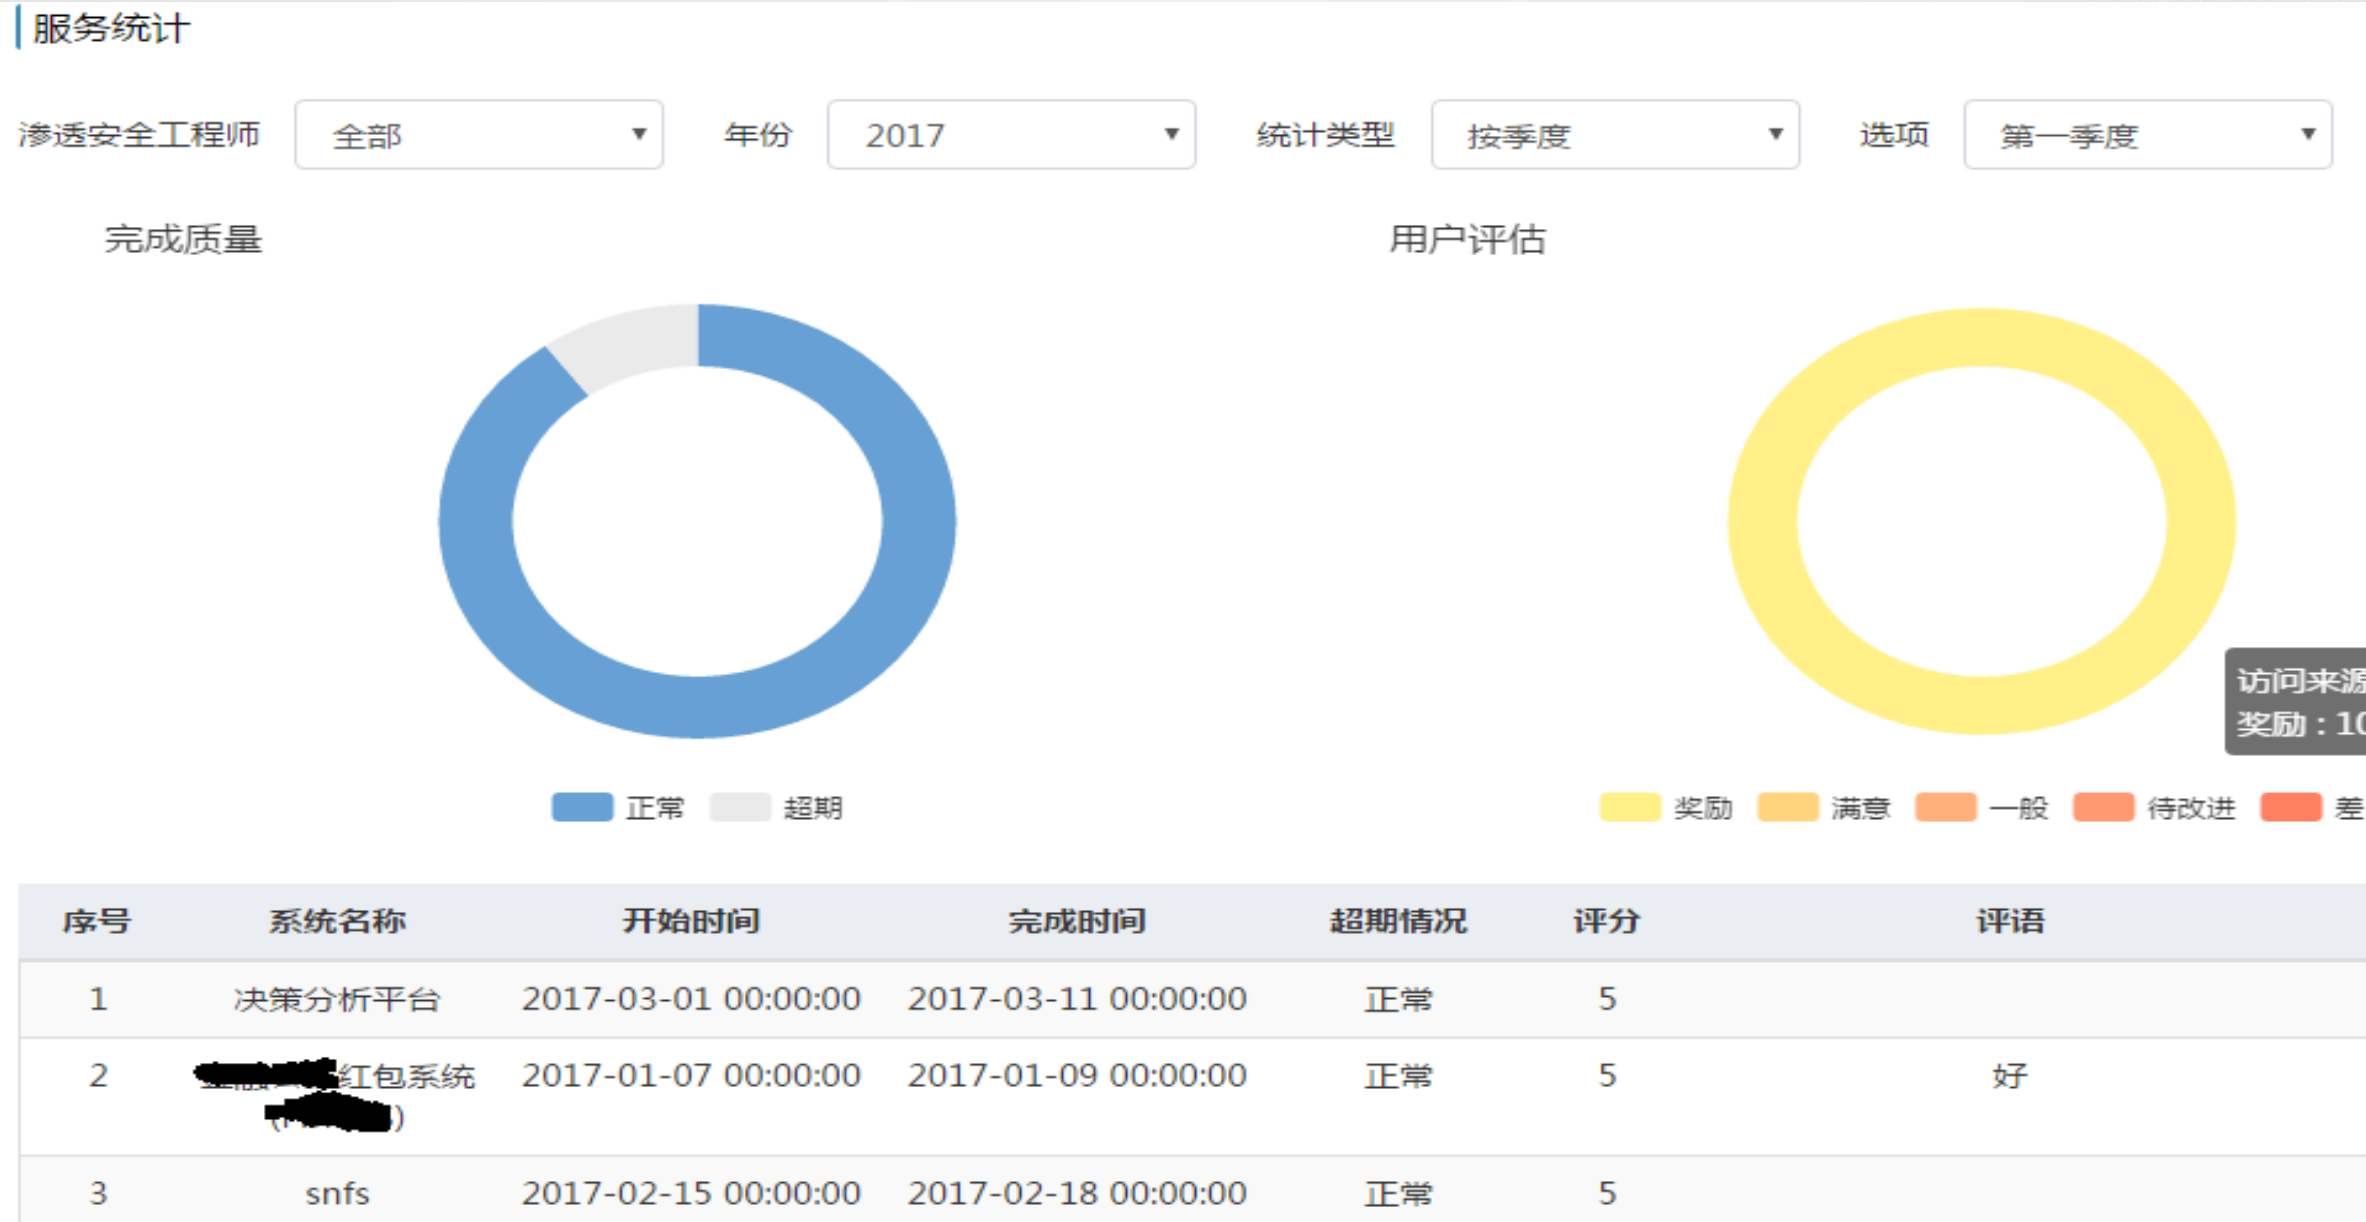 服务统计
渗透安全工程师 全部 年份 2017 统计类型 按季度 选项 第一季度
完成质量 用户评估
访问来源
奖励：10
正常 超期 奖励 满意 一般 待改进 差
序号 系统名称 开始时间 完成时间 超期情况 评分 评语
1 决策分析平台 2017-03-01 00:00:00 2017-03-11 00:00:00 正常 5
2 红包系统 2017-01-07 00:00:00 2017-01-09 00:00:00 正常 5 好
3 snfs 2017-02-15 00:00:00 2017-02-18 00:00:00 正常 5